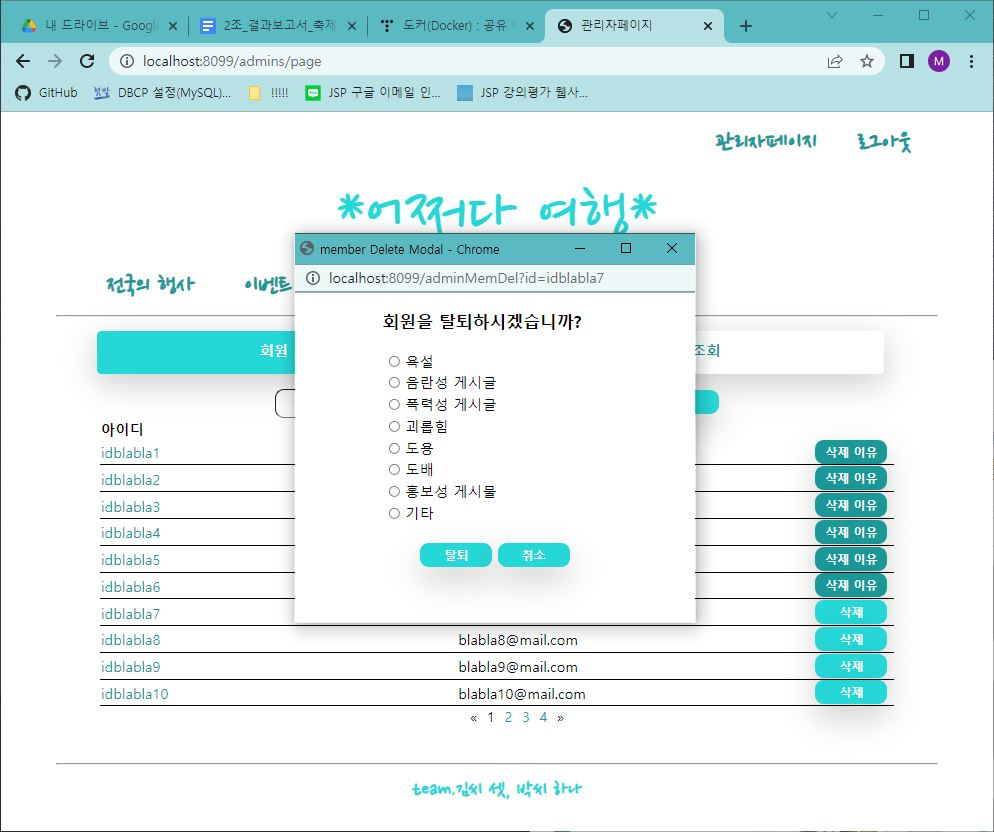 내 드라이브 - Google
2조_결과보고서_축제
도커(Docker) : 공유
관리자페이지
localhost:8099/admins/page
M
GitHub
DBCP 설정(MySQL)...
!!!!!
JSP 구글 이메일 인...
JSP 강의평가 웹사...
관리자페이지 로그아웃
*어쩌다 여행*
전국의 행사 이벤트
member Delete Modal - Chrome
localhost:8099/adminMemDel?id=idblabla7
회원을 탈퇴하시겠습니까?
욕설
음란성 게시글
폭력성 게시글
괴롭힘
도용
도배
홍보성 게시물
기타
탈퇴 취소
회원 조회
아이디
idblabla1 삭제 이유
idblabla2 삭제 이유
idblabla3 삭제 이유
idblabla4 삭제 이유
idblabla5 삭제 이유
idblabla6 삭제 이유
idblabla7 삭제
idblabla8 blabla8@mail.com 삭제
idblabla9 blabla9@mail.com 삭제
idblabla10 blabla10@mail.com 삭제
« 1 2 3 4 »
team.김씨 셋, 박씨 하나